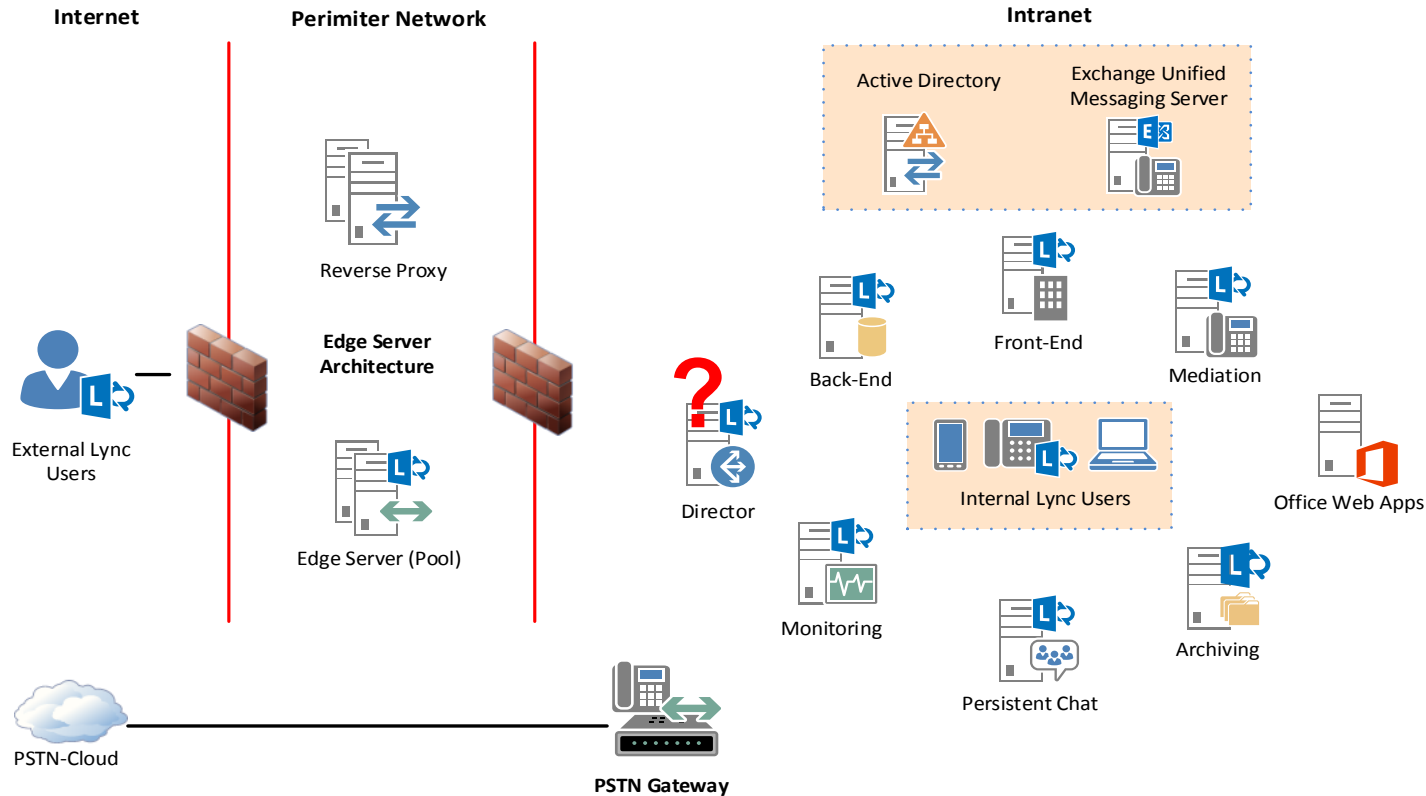 Internet
Perimiter Network
Intranet
Active Directory
Exchange Unified
Messaging Server
E
Reverse Proxy
L
Front-End
L
Back-End
L
Mediation
Edge Server
Architecture
L
External Lync
Users
?
L
Director
L
Internal Lync Users
Office Web Apps
L
Edge Server (Pool)
L
Monitoring
L
Persistent Chat
L
Archiving
PSTN-Cloud
PSTN Gateway